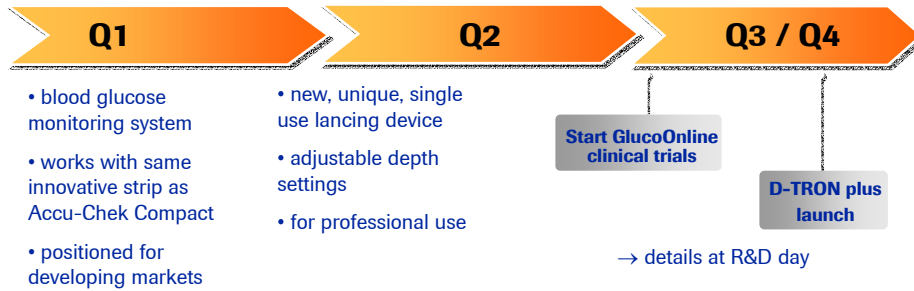 Q1
Q2
Q3 / Q4
• blood glucose
monitoring system
• works with same
innovative strip as
Accu-Chek Compact
• positioned for
developing markets
• new, unique, single
use lancing device
• adjustable depth
settings
• for professional use
Start GlucoOnline
clinical trials
D-TRON plus
launch
→ details at R&D day